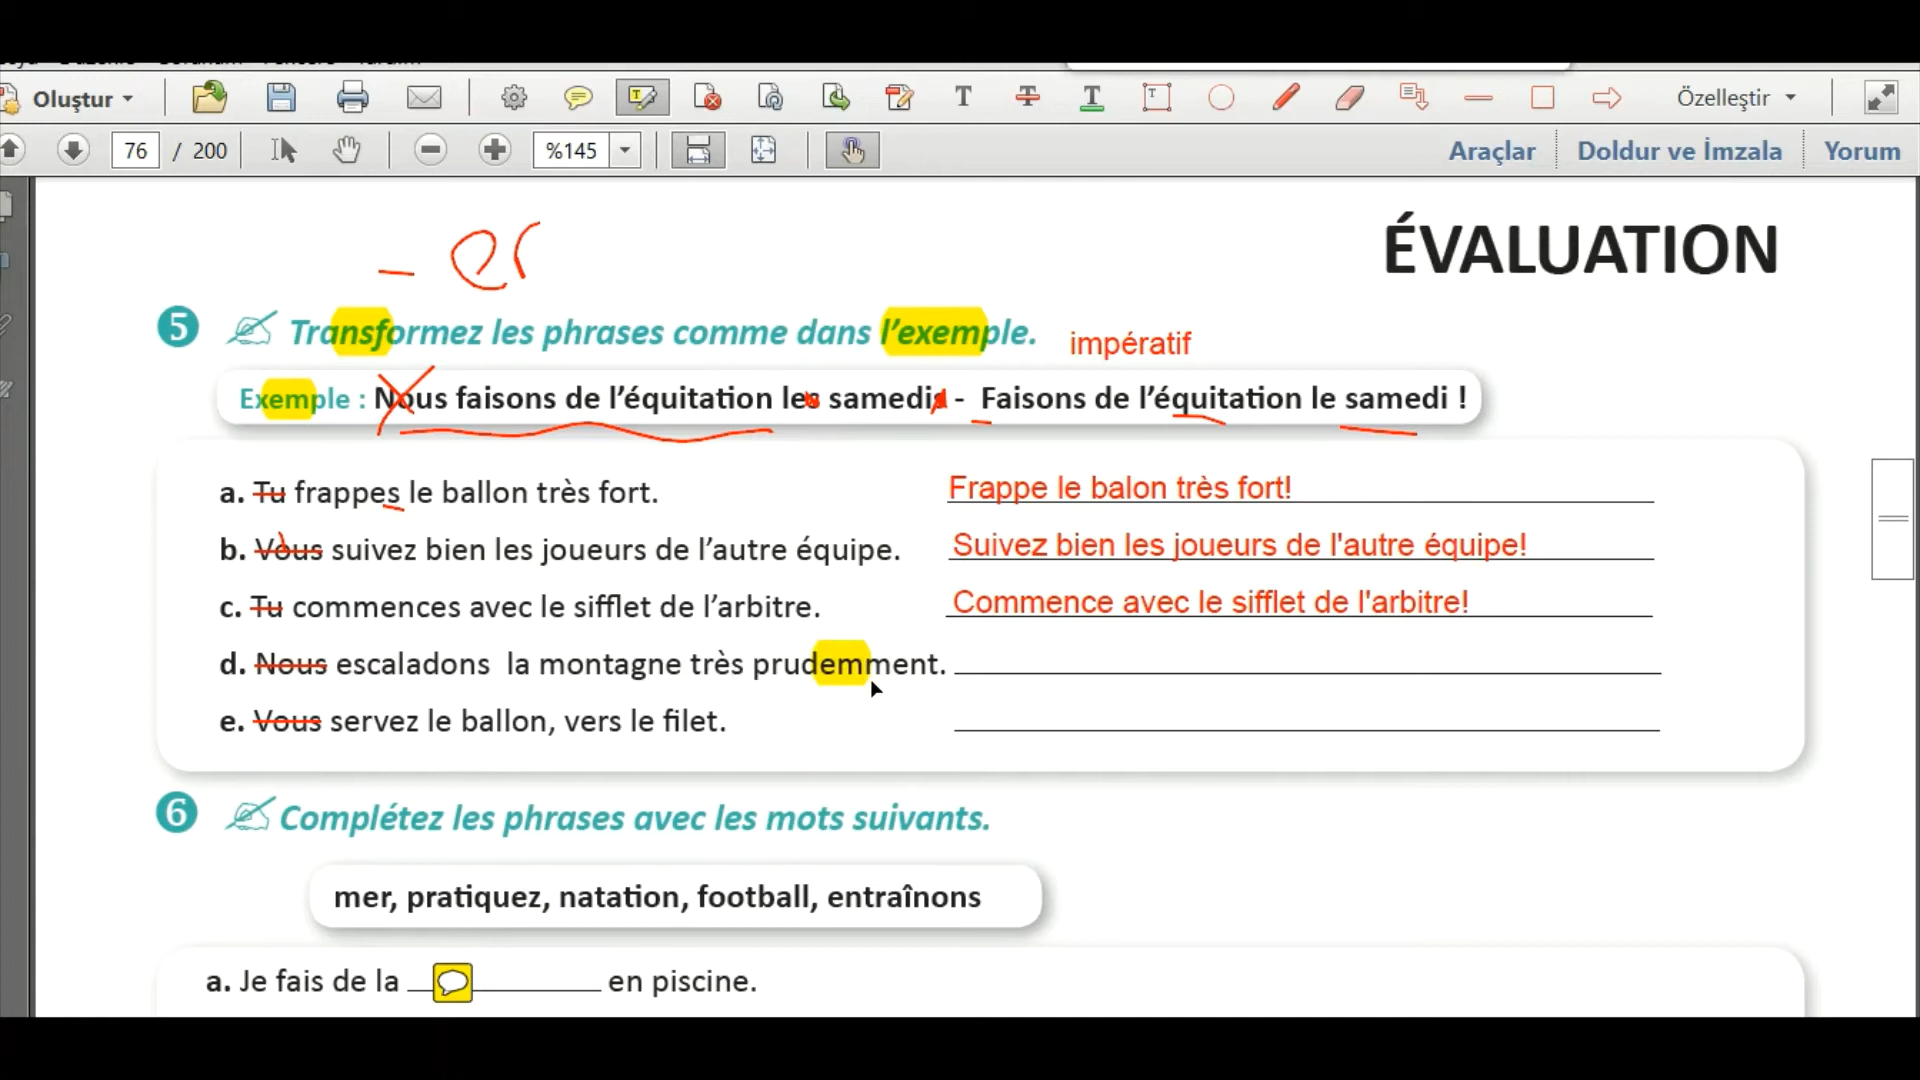 Oluştur
Özelleştir
76 / 200
%145
Araçlar
Doldur ve İmzala
Yorum
ÉVALUATION
- er
5 Transformez les phrases comme dans l’exemple.
impératif
Exemple : Nous faisons de l’équitation les samedis - Faisons de l’équitation le samedi !
a. Tu frappes le ballon très fort. Frappe le balon très fort!
b. Vous suivez bien les joueurs de l’autre équipe. Suivez bien les joueurs de l'autre équipe!
c. Tu commences avec le sifflet de l’arbitre. Commence avec le sifflet de l'arbitre!
d. Nous escaladons la montagne très prudemment.
e. Vous servez le ballon, vers le filet.
6 Complétez les phrases avec les mots suivants.
mer, pratiquez, natation, football, entraînons
a. Je fais de la ____________ en piscine.